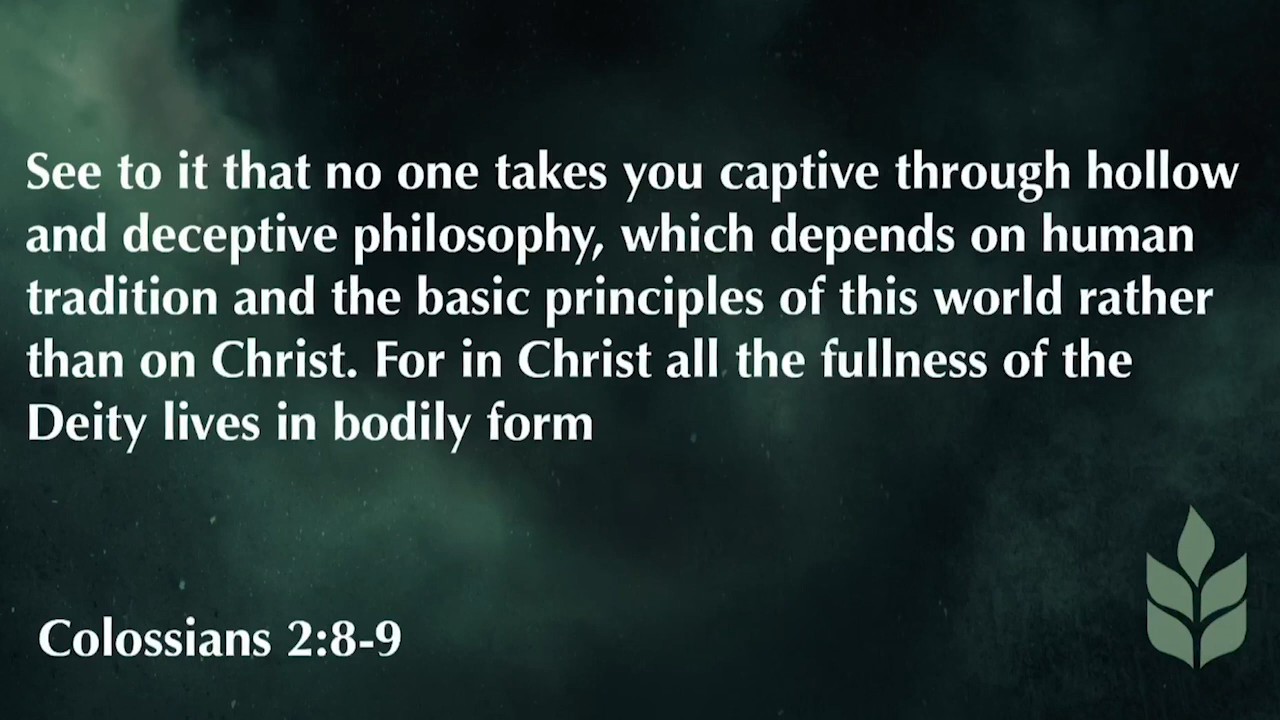 See to it that no one takes you captive through hollow
and deceptive philosophy, which depends on human
tradition and the basic principles of this world rather
than on Christ. For in Christ all the fullness of the
Deity lives in bodily form
Colossians 2:8-9